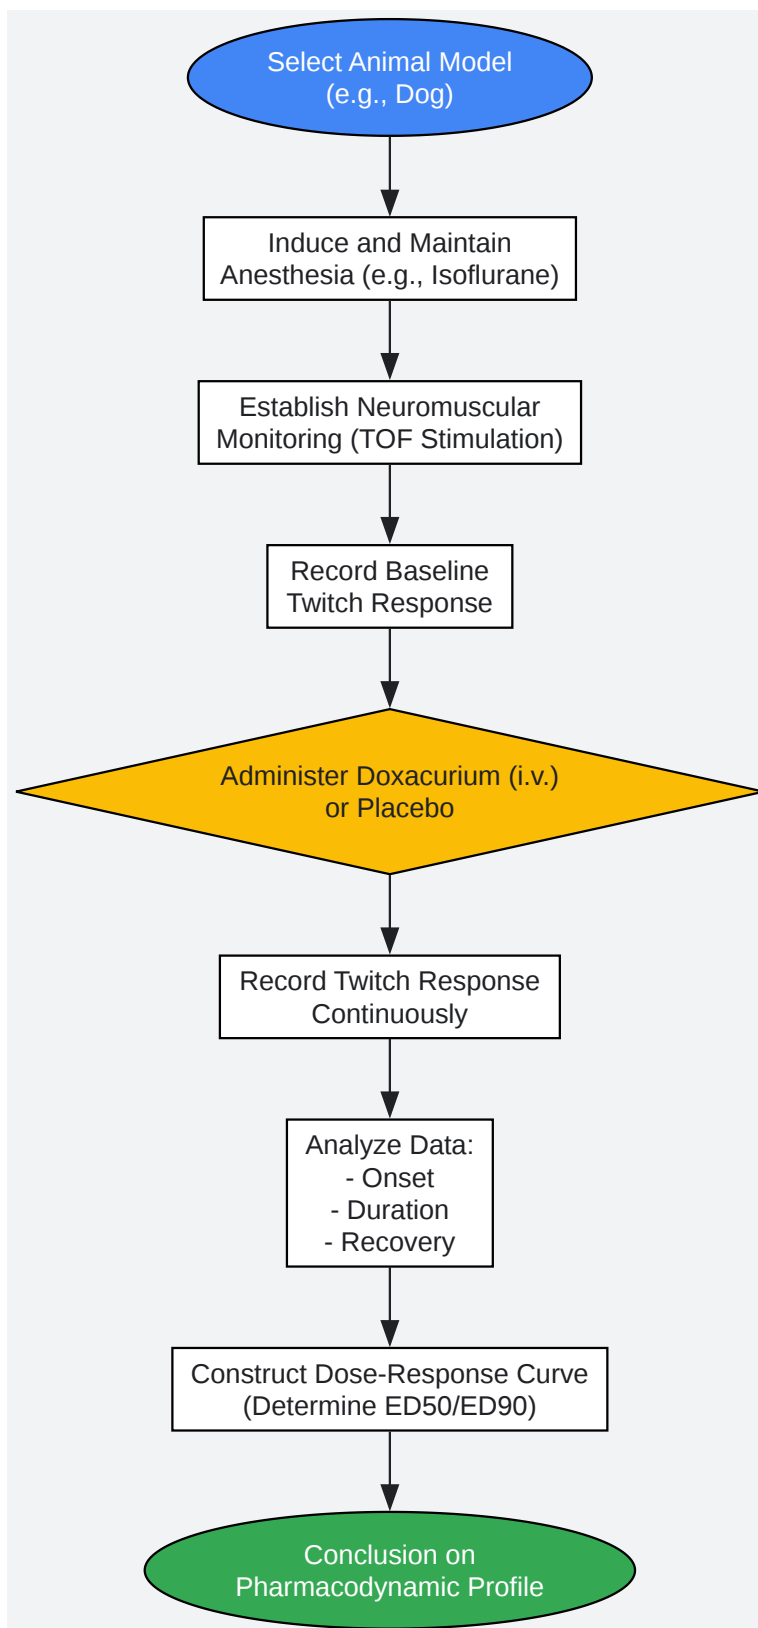 Select Animal Model
(e.g., Dog)
Induce and Maintain
Anesthesia (e.g., Isoflurane)
Establish Neuromuscular
Monitoring (TOF Stimulation)
Record Baseline
Twitch Response
Administer Doxacurium (i.v.)
or Placebo
Record Twitch Response
Continuously
Analyze Data:
- Onset
- Duration
- Recovery
Construct Dose-Response Curve
(Determine ED50/ED90)
Conclusion on
Pharmacodynamic Profile